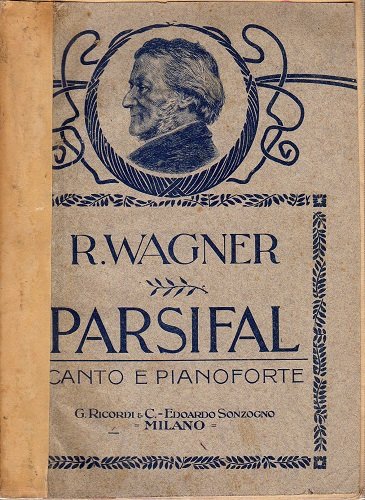 R. WAGNER
PARSIFAL
CANTO E PIANOFORTE
G. RICORDI & C. - EDOARDO SONZOGNO
= MILANO =